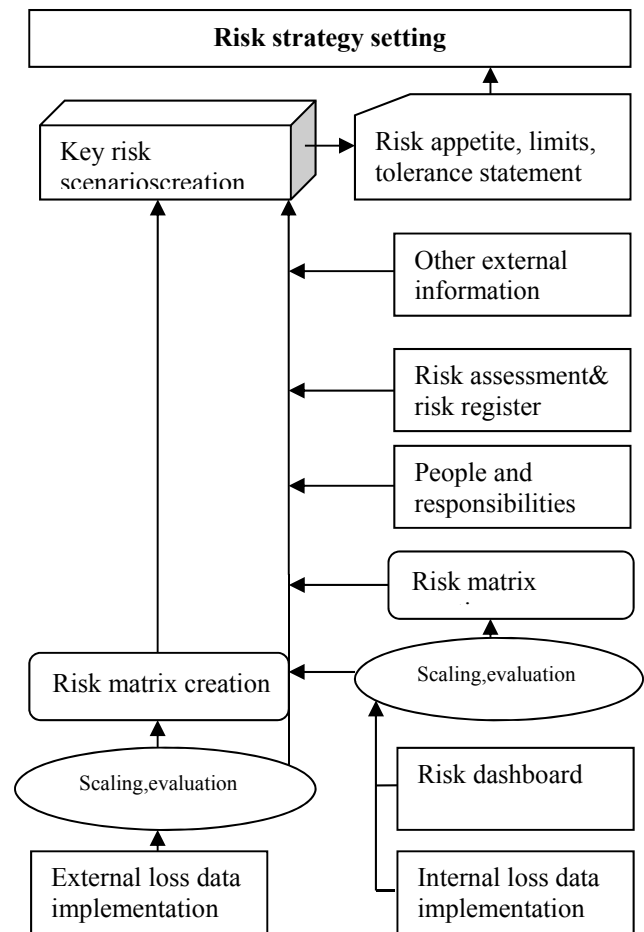 Risk strategy setting
Key risk
scenarioscreation
Risk appetite, limits,
tolerance statement
Other external
information
Risk assessment&
risk register
People and
responsibilities
Risk matrix
Scaling,evaluation
Risk matrix creation
Scaling,evaluation
Risk dashboard
External loss data
implementation
Internal loss data
implementation